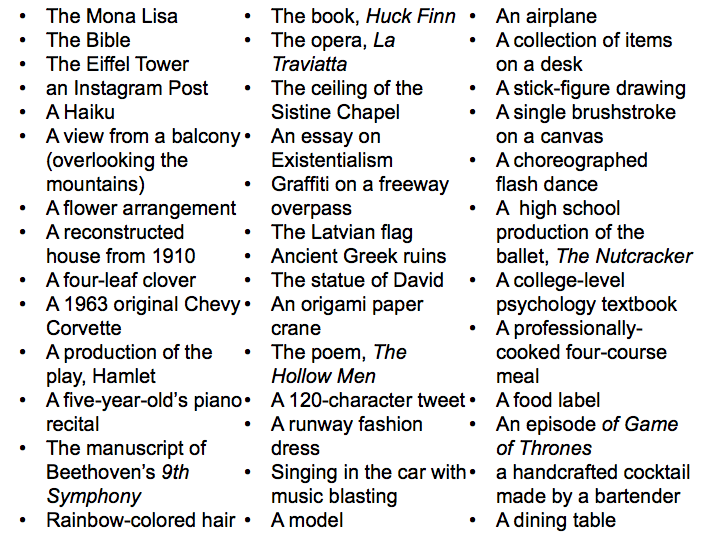 • The Mona Lisa
• The Bible
• The Eiffel Tower
• an Instagram Post
• A Haiku
• A view from a balcony
(overlooking the
mountains)
• A flower arrangement
• A reconstructed
house from 1910
• A four-leaf clover
• A 1963 original Chevy
Corvette
• A production of the
play, Hamlet
• A five-year-old’s piano
recital
• The manuscript of
Beethoven’s 9th
Symphony
• Rainbow-colored hair
• The book, Huck Finn
• The opera, La
Traviatta
• The ceiling of the
Sistine Chapel
• An essay on
Existentialism
• Graffiti on a freeway
overpass
• The Latvian flag
• Ancient Greek ruins
• The statue of David
• An origami paper
crane
• The poem, The
Hollow Men
• A 120-character tweet
• A runway fashion
dress
• Singing in the car with
music blasting
• A model
• An airplane
• A collection of items
on a desk
• A stick-figure drawing
• A single brushstroke
on a canvas
• A choreographed
flash dance
• A  high school
production of the
ballet, The Nutcracker
• A college-level
psychology textbook
• A professionally-
cooked four-course
meal
• A food label
• An episode of Game
of Thrones
• a handcrafted cocktail
made by a bartender
• A dining table